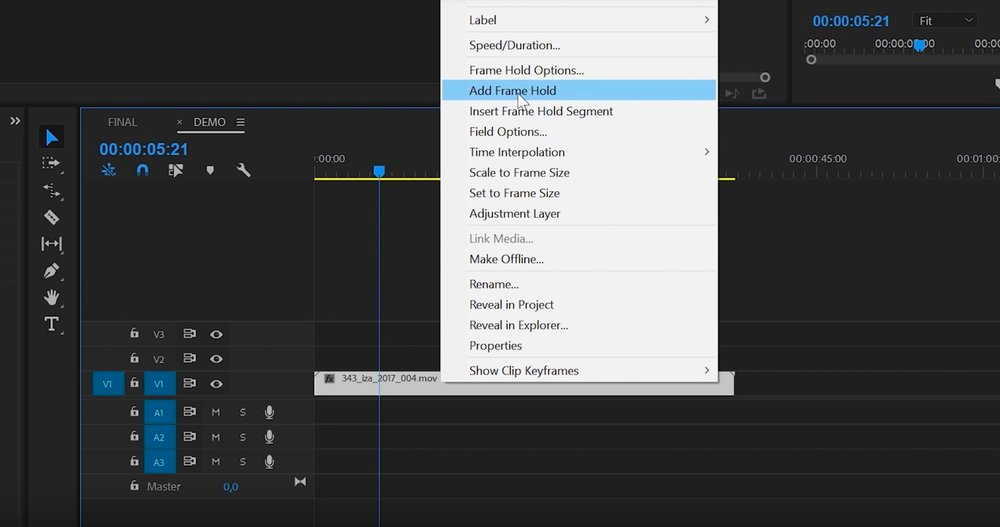 Label
Speed/Duration...
Frame Hold Options...
Add Frame Hold
Insert Frame Hold Segment
Field Options...
Time Interpolation
Scale to Frame Size
Set to Frame Size
Adjustment Layer
Link Media...
Make Offline...
Rename...
Reveal in Project
Reveal in Explorer...
Properties
Show Clip Keyframes
00:00:05:21
Fit
:00:00
00:00
FINAL
× DEMO
00:00:05:21
:00:00
00:00:45:00
00:01:0
T
V3
V2
V1 V1
fx 343_iza_2017_004.mov
A1 M S
A2 M S
A3 M S
Master 0,0